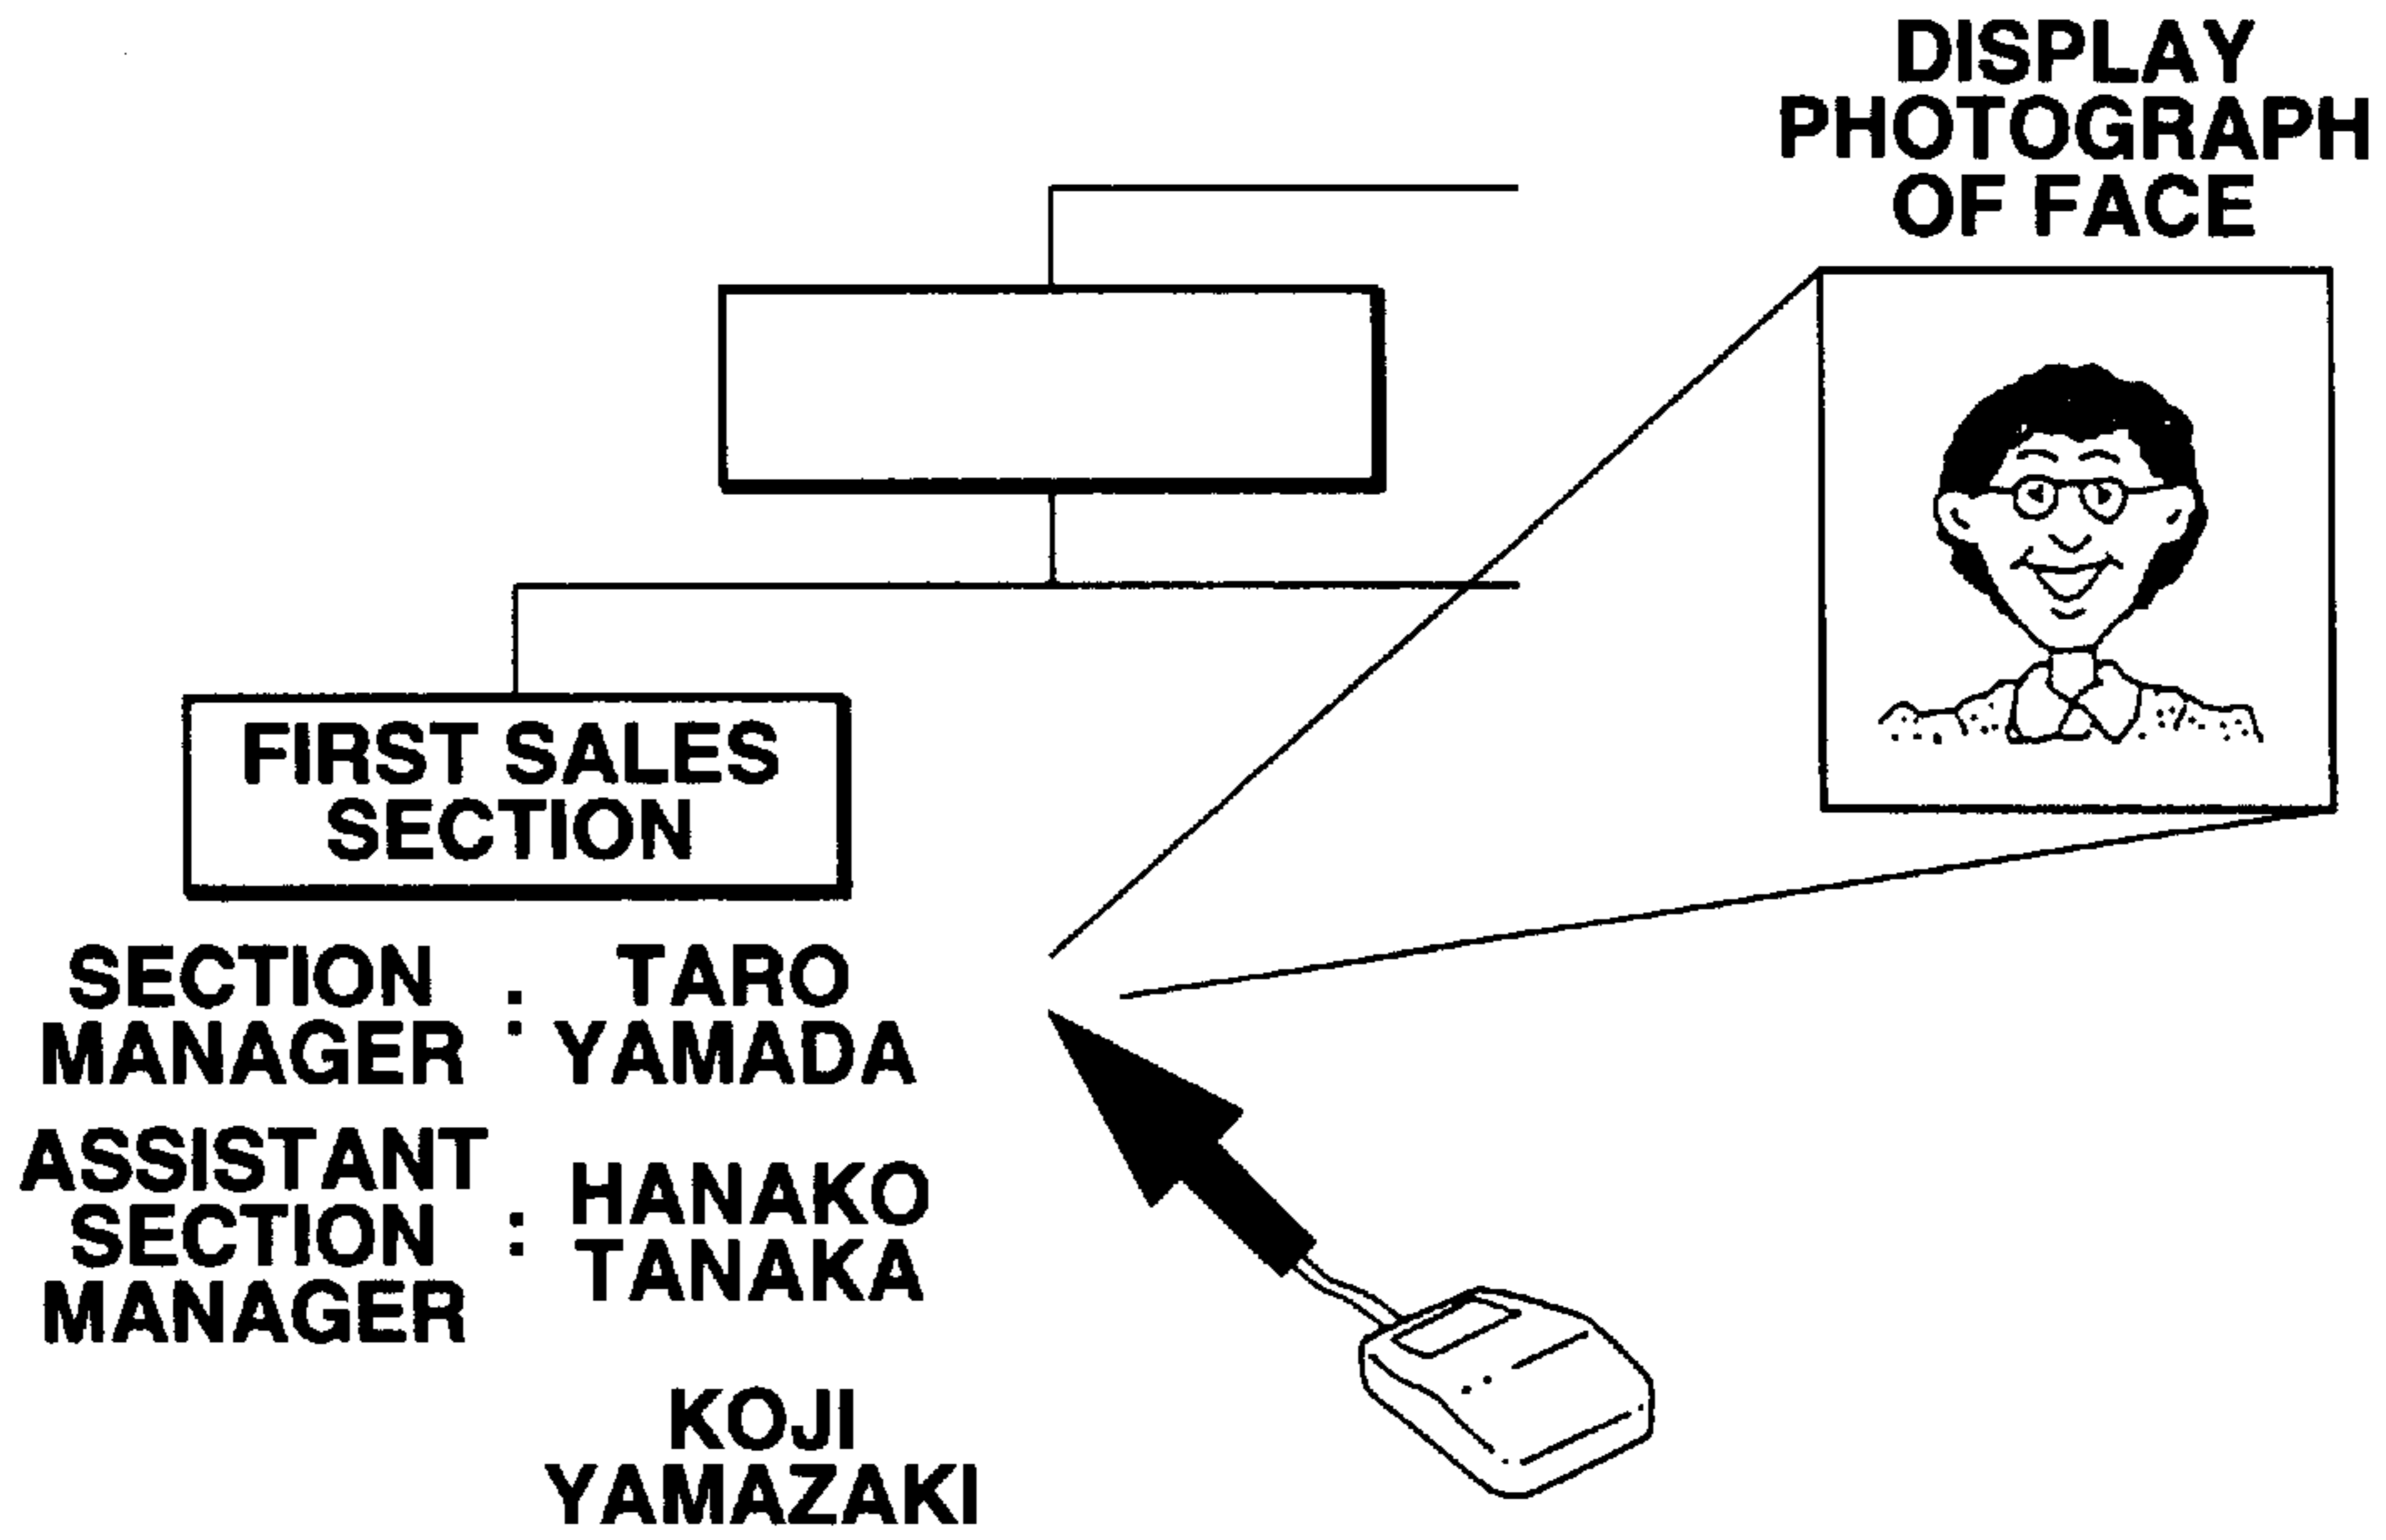 DISPLAY
PHOTOGRAPH
OF FACE
FIRST SALES
SECTION
SECTION
MANAGER
:
TARO
YAMADA
ASSISTANT
SECTION
MANAGER
:
HANAKO
TANAKA
KOJI
YAMAZAKI